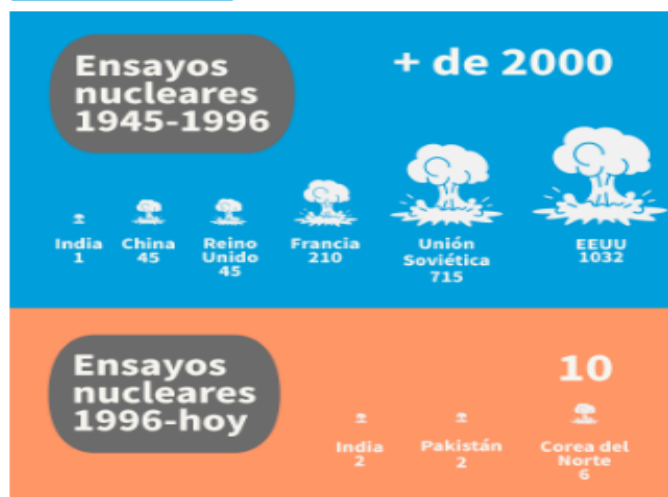 Ensayos
nucleares
1945-1996
+ de 2000
India
1
China
45
Reino
Unido
45
Francia
210
Unión
Soviética
715
EEUU
1032
Ensayos
nucleares
1996-hoy
10
India
2
Pakistán
2
Corea del
Norte
6